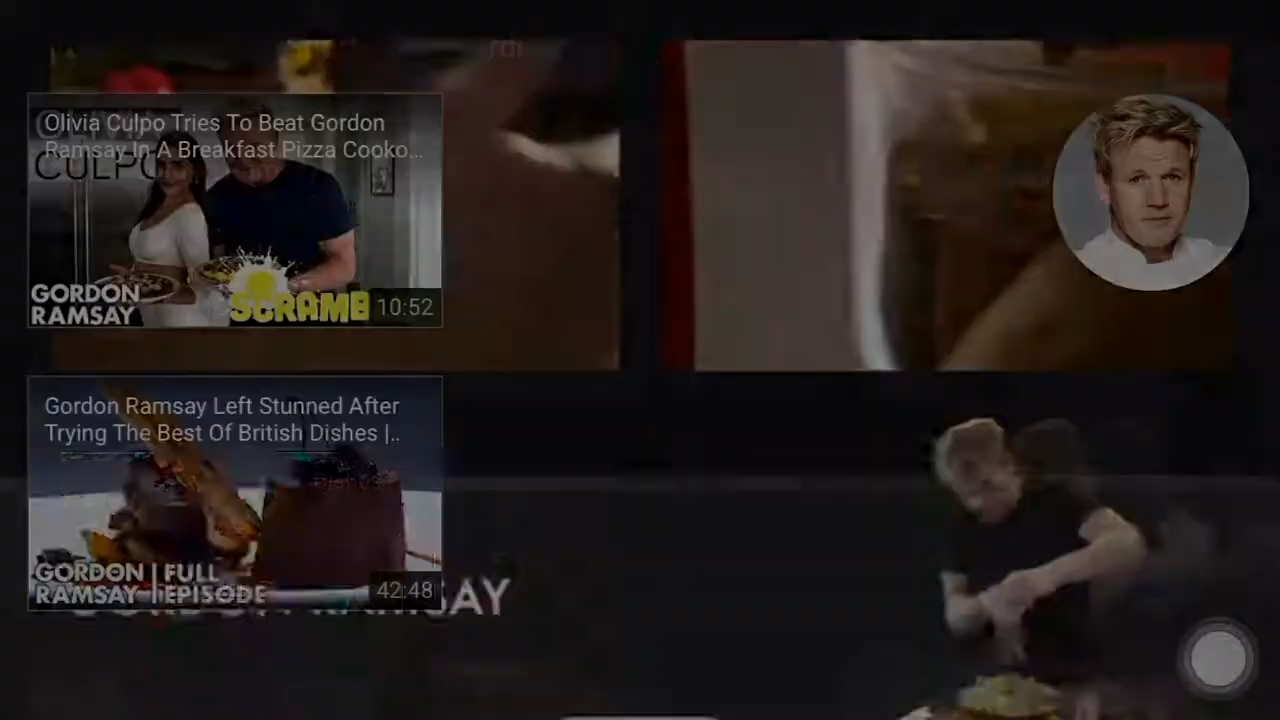 Olivia Culpo Tries To Beat Gordon
Ramsay In A Breakfast Pizza Cooko...
CULPO
GORDON
RAMSAY
SCRAMB
10:52
Gordon Ramsay Left Stunned After
Trying The Best Of British Dishes |..
GORDON | FULL
RAMSAY | EPISODE
42:48